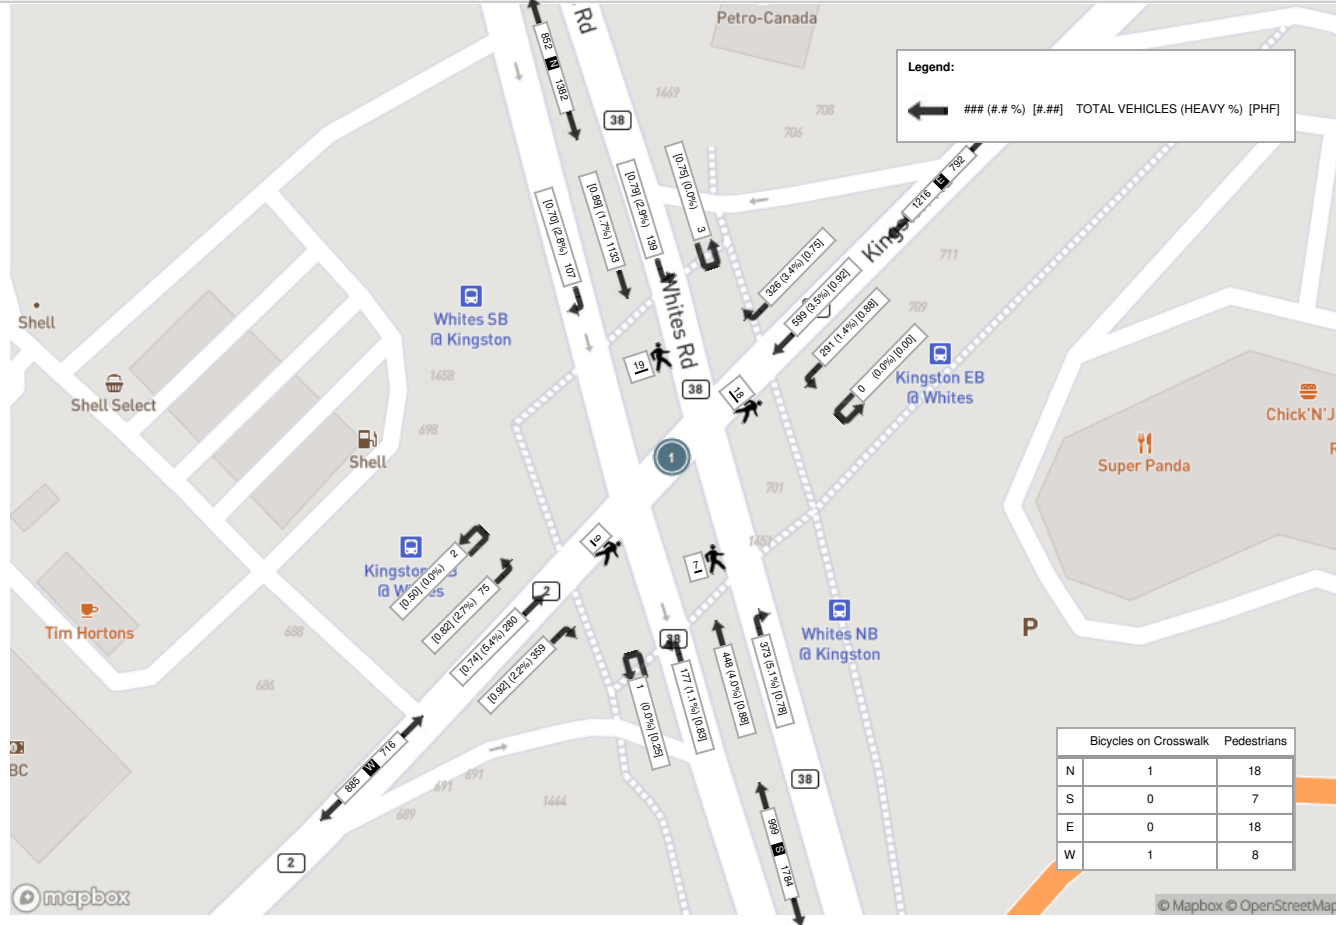 Rd
Petro-Canada
Legend:
### (#.# %) [#.##] TOTAL VEHICLES (HEAVY %) [PHF]
852 N 1382
38
1469
708
706
1216 E 792
Kings
711
709
[0.70] (2.8%) 107
[0.89] (1.7%) 1133
[0.79] (2.9%) 139
[0.75] (0.0%) 3
326 (3.4%) [0.75]
599 (3.5%) [0.92]
291 (1.4%) [0.88]
0 (0.0%) [0.00]
Whites Rd
Shell
Whites SB
@ Kingston
1458
698
Shell Select
Shell
19
38
18
Kingston EB
@ Whites
Chick'N'J
Super Panda
1
701
1451
9
7
2
[0.50] (0.0%) 2
[0.82] (2.7%) 75
[0.74] (5.4%) 280
[0.92] (2.2%) 359
Tim Hortons
688
686
38
1 (0.0%) [0.25]
177 (1.1%) [0.83]
448 (4.0%) [0.88]
373 (5.1%) [0.78]
Whites NB
@ Kingston
P
885 W 716
BC
691
691
689
1444
38
999 S 1784
2
Bicycles on Crosswalk Pedestrians
N 1 18
S 0 7
E 0 18
W 1 8
mapbox
© Mapbox © OpenStreetMap